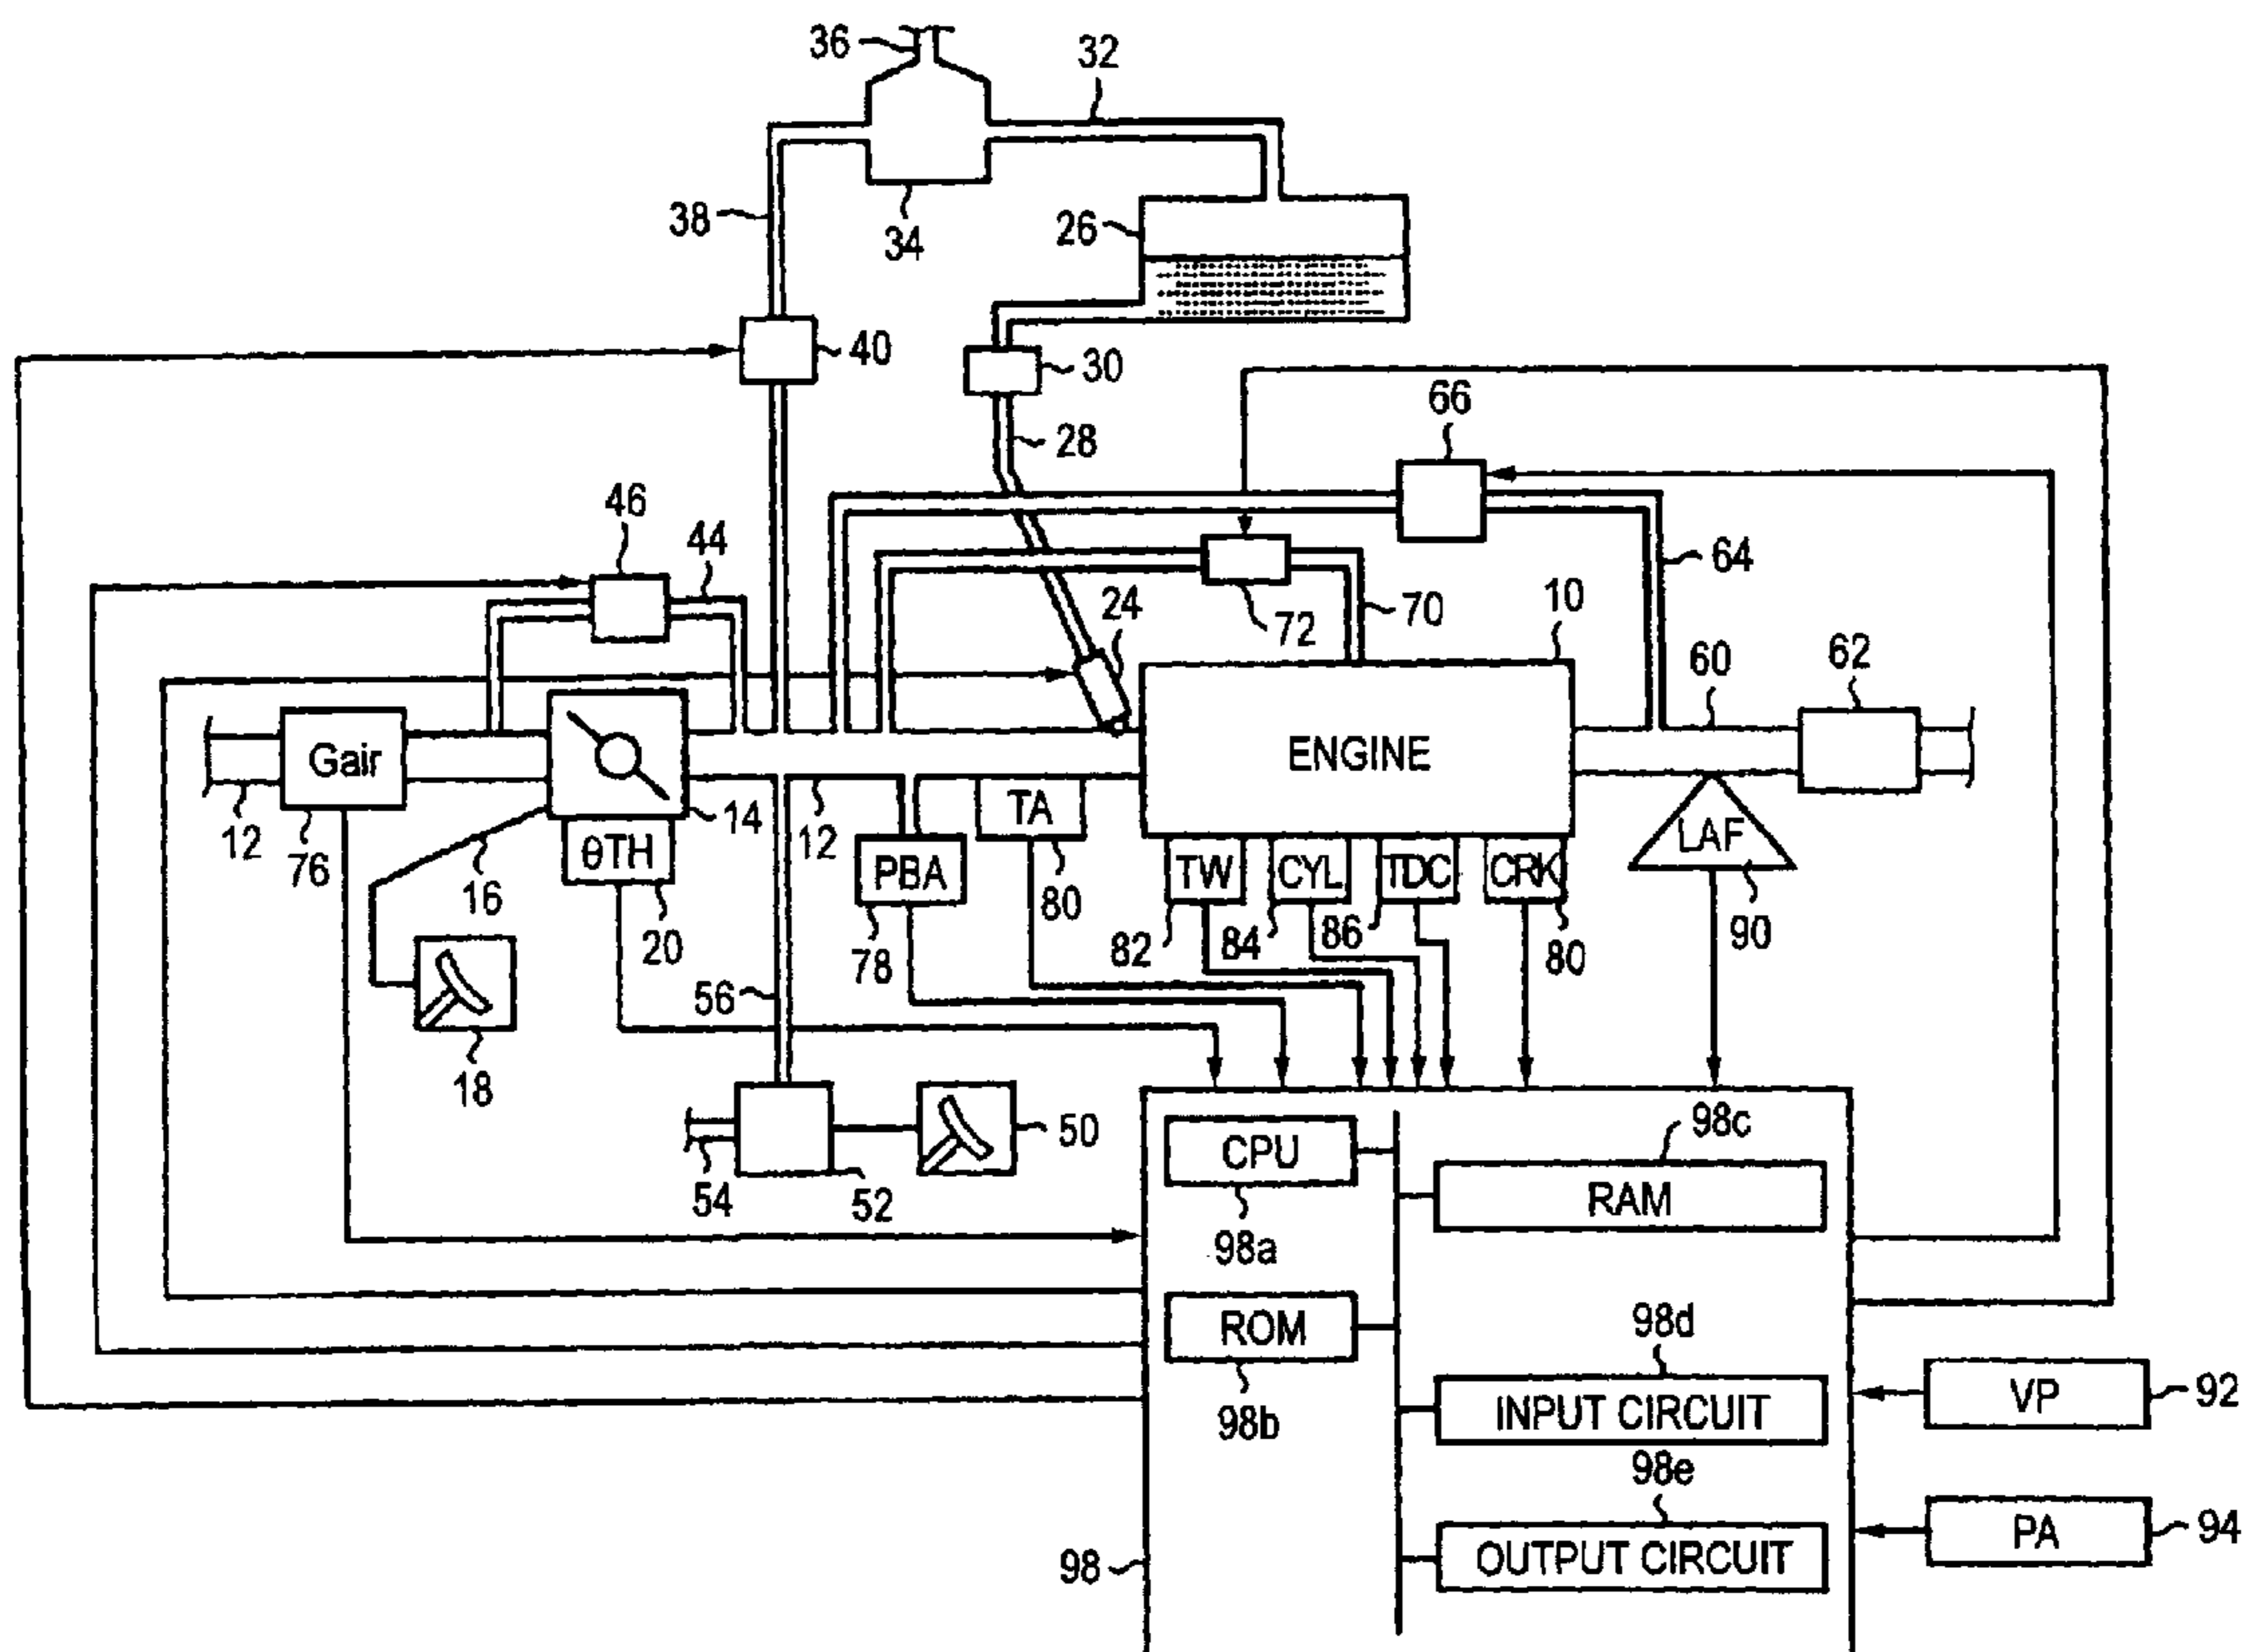 36
32
38
34
26
40
30
66
28
46
44
64
24
10
72
70
60
62
Gair
ENGINE
14
12
TA
LAF
12
76
16
θTH
PBA
80
TW
CYL
TDC
CRK
90
20
78
82
84
86
80
56
18
50
98c
CPU
54
52
RAM
98a
98d
ROM
VP
92
INPUT CIRCUIT
98b
98e
PA
94
98
OUTPUT CIRCUIT